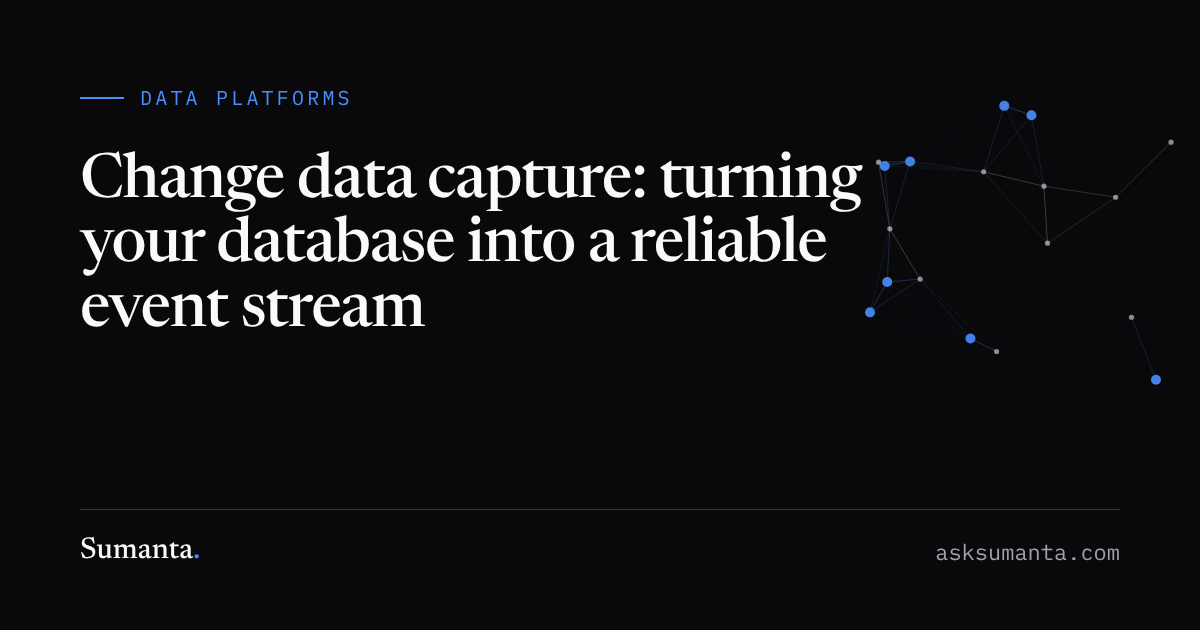 DATA PLATFORMS
Change data capture: turning
your database into a reliable
event stream
Sumanta.
asksumanta.com